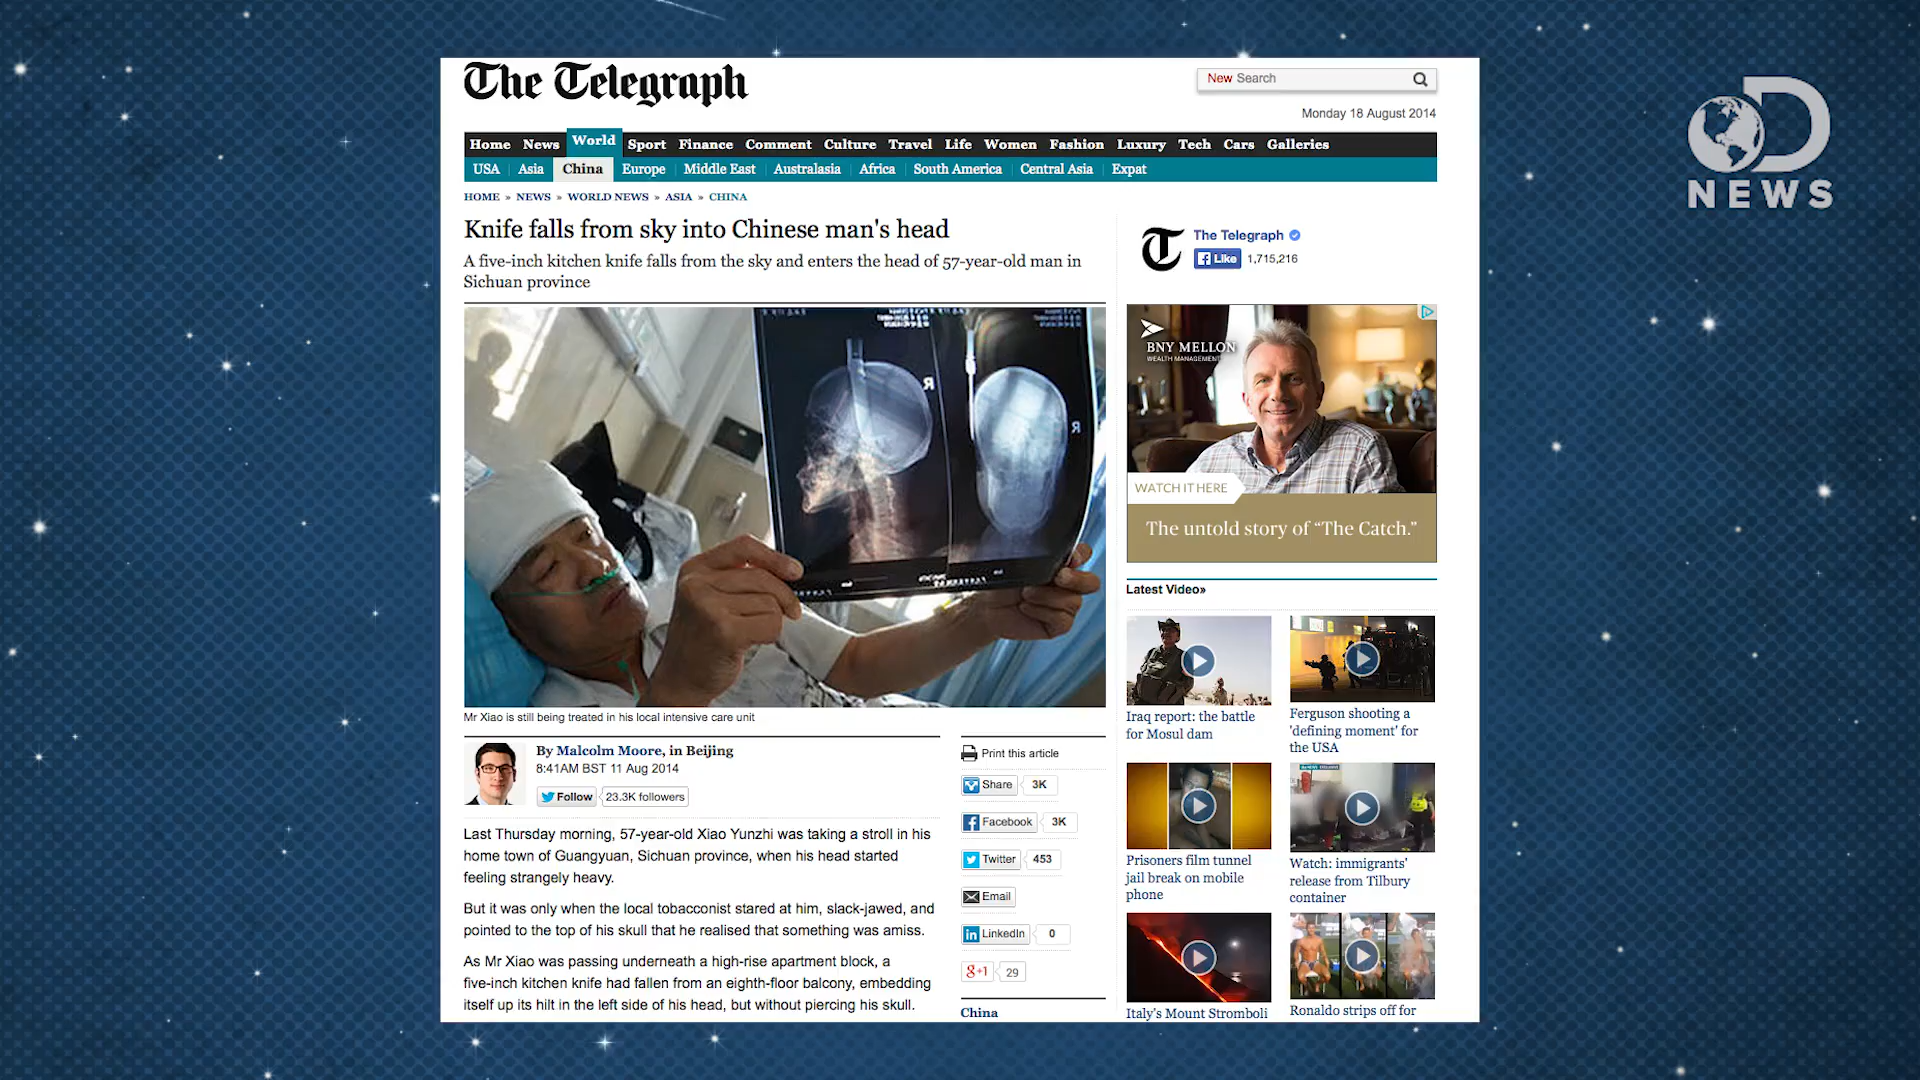 The Telegraph
New Search
Monday 18 August 2014
Home News World Sport Finance Comment Culture Travel Life Women Fashion Luxury Tech Cars Galleries
USA Asia China Europe Middle East Australasia Africa South America Central Asia Expat
HOME » NEWS » WORLD NEWS » ASIA » CHINA
Knife falls from sky into Chinese man's head
A five-inch kitchen knife falls from the sky and enters the head of 57-year-old man in
Sichuan province
R
R
Mr Xiao is still being treated in his local intensive care unit
By Malcolm Moore, in Beijing
8:41AM BST 11 Aug 2014
Follow 23.3K followers
Last Thursday morning, 57-year-old Xiao Yunzhi was taking a stroll in his
home town of Guangyuan, Sichuan province, when his head started
feeling strangely heavy.
But it was only when the local tobacconist stared at him, slack-jawed, and
pointed to the top of his skull that he realised that something was amiss.
As Mr Xiao was passing underneath a high-rise apartment block, a
five-inch kitchen knife had fallen from an eighth-floor balcony, embedding
itself up its hilt in the left side of his head, but without piercing his skull.
Print this article
Share 3K
Facebook 3K
Twitter 453
Email
in LinkedIn 0
g+1 29
China
T The Telegraph
f Like 1,715,216
BNY MELLON
WEALTH MANAGEMENT
WATCH IT HERE
The untold story of “The Catch.”
Latest Video»
Iraq report: the battle
for Mosul dam
Ferguson shooting a
'defining moment' for
the USA
Prisoners film tunnel
jail break on mobile
phone
Watch: immigrants'
release from Tilbury
container
Italy's Mount Stromboli
Ronaldo strips off for
D
NEWS